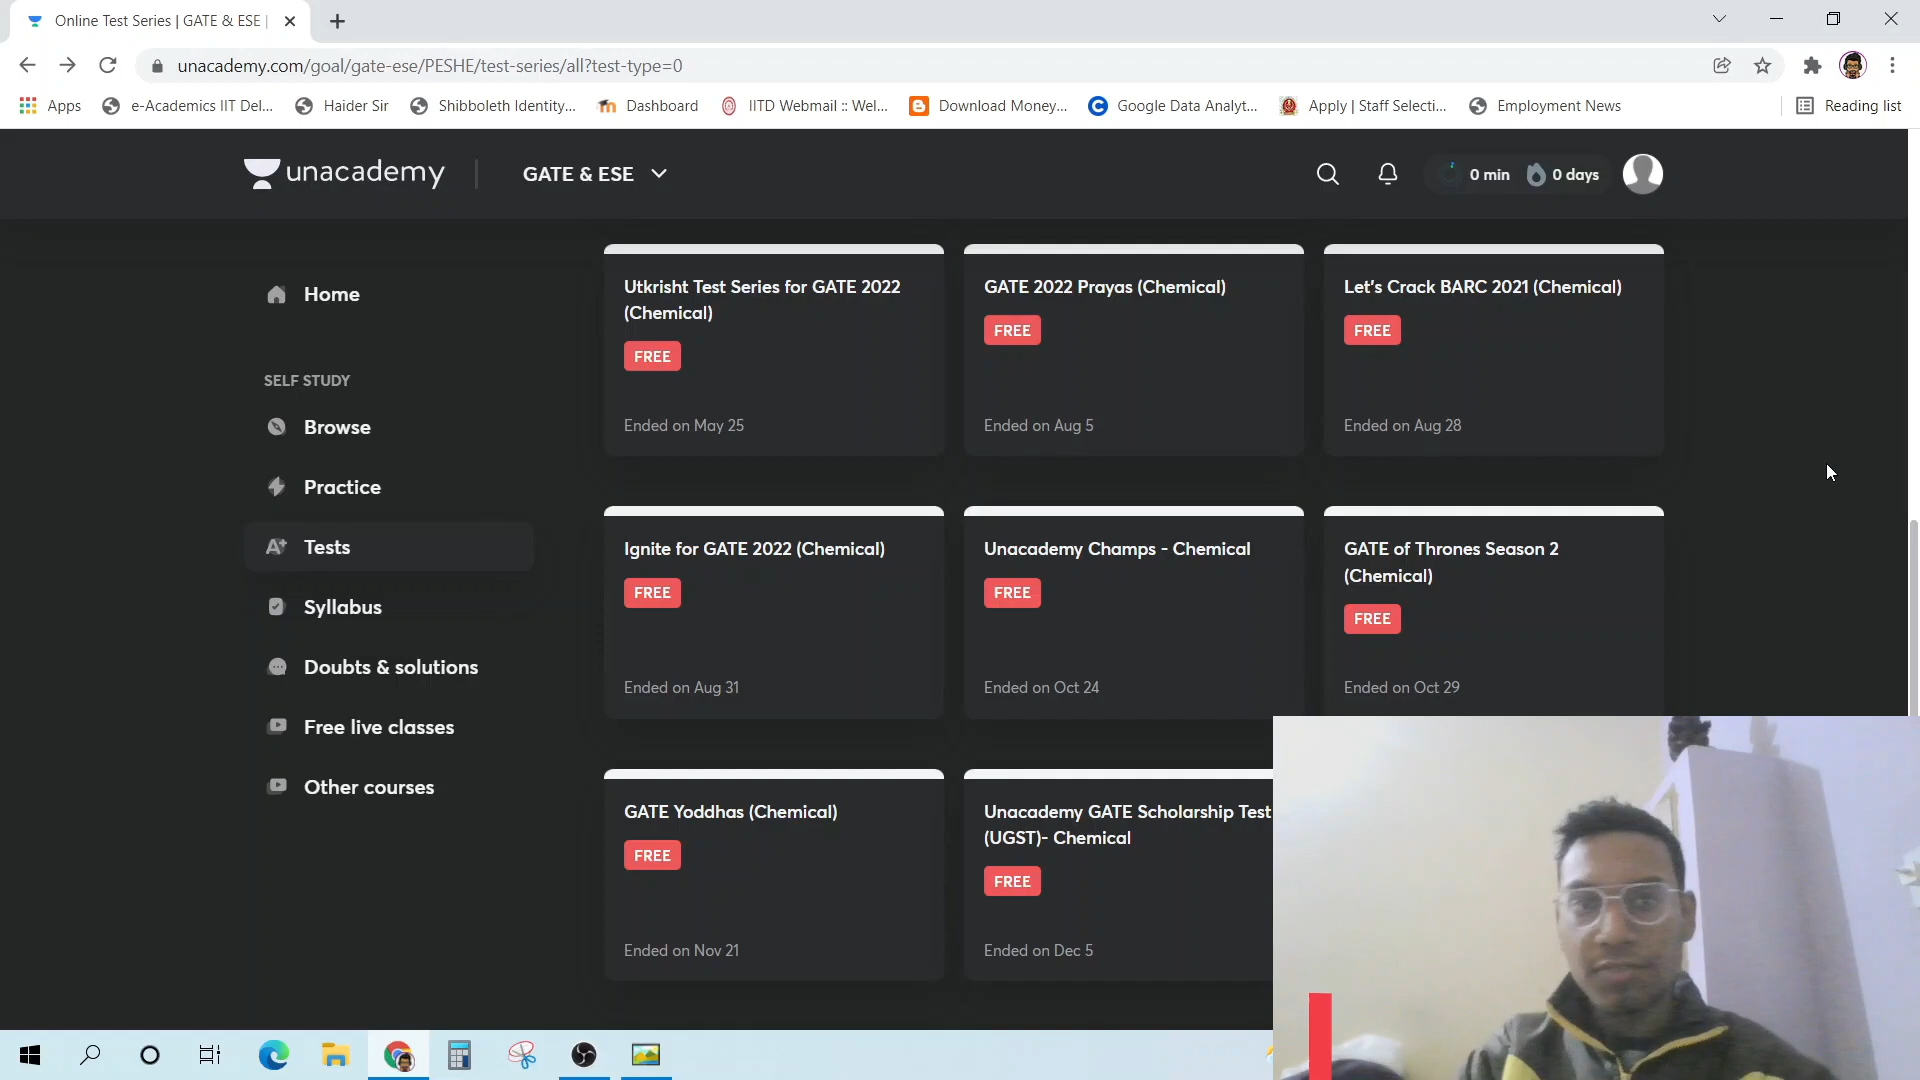 Online Test Series | GATE & ESE |
unacademy.com/goal/gate-ese/PESHE/test-series/all?test-type=0
Apps e-Academics IIT Del... Haider Sir Shibboleth Identity... Dashboard IITD Webmail :: Wel... Download Money... Google Data Analyt... Apply | Staff Selecti... Employment News Reading list
unacademy GATE & ESE 0 min 0 days
Home
SELF STUDY
Browse
Practice
A+ Tests
Syllabus
Doubts & solutions
Free live classes
Other courses
Utkrisht Test Series for GATE 2022
(Chemical)
FREE
Ended on May 25
GATE 2022 Prayas (Chemical)
FREE
Ended on Aug 5
Let's Crack BARC 2021 (Chemical)
FREE
Ended on Aug 28
Ignite for GATE 2022 (Chemical)
FREE
Ended on Aug 31
Unacademy Champs - Chemical
FREE
Ended on Oct 24
GATE of Thrones Season 2
(Chemical)
FREE
Ended on Oct 29
GATE Yoddhas (Chemical)
FREE
Ended on Nov 21
Unacademy GATE Scholarship Test
(UGST)- Chemical
FREE
Ended on Dec 5